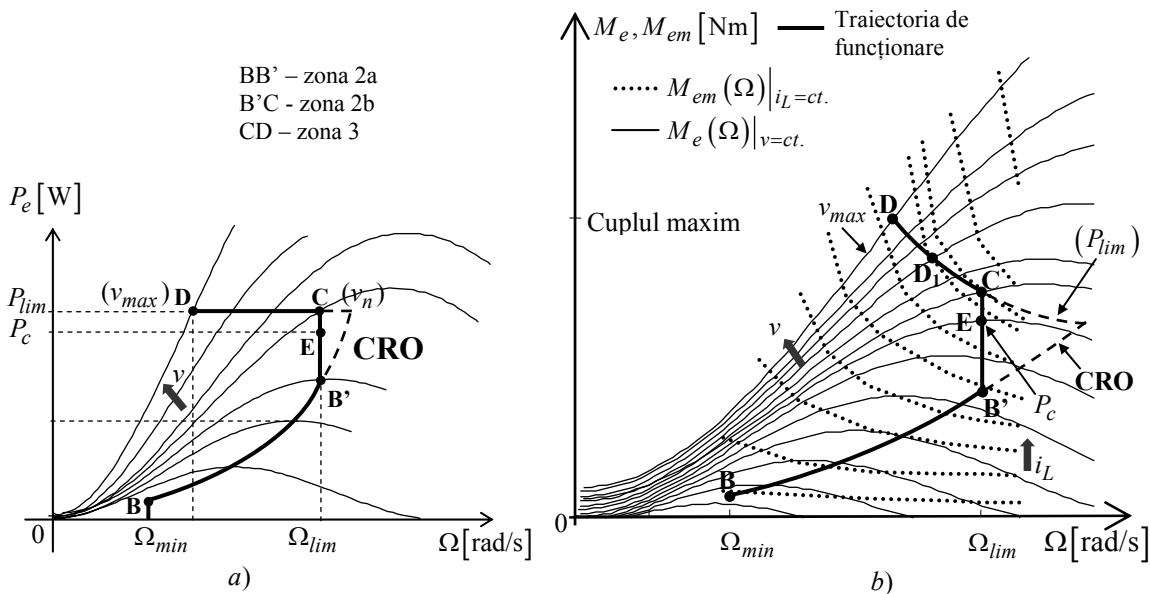 BB' – zona 2a
B'C - zona 2b
CD – zona 3
P_e [W]
P_lim
(v_max) D
C (v_n)
P_c
E
CRO
v
B'
B
0
Ω_min
Ω_lim
Ω [rad/s]
a)
M_e, M_em [Nm]
Traiectoria de
funcționare
M_em (Ω)|i_L=ct.
M_e (Ω)|v=ct.
Cuplul maxim
v_max
D
D_1
(P_lim)
C
E
v
CRO
B'
P_c
i_L
B
0
Ω_min
Ω_lim
Ω [rad/s]
b)